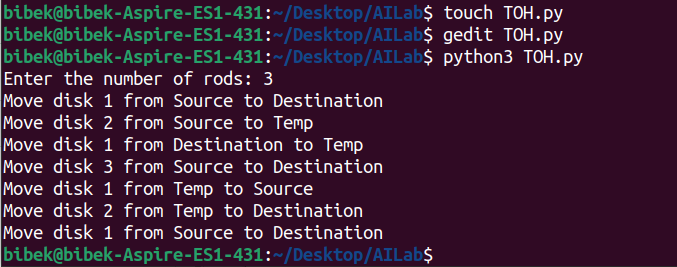 bibek@bibek-Aspire-ES1-431:~/Desktop/AILab$ touch TOH.py
bibek@bibek-Aspire-ES1-431:~/Desktop/AILab$ gedit TOH.py
bibek@bibek-Aspire-ES1-431:~/Desktop/AILab$ python3 TOH.py
Enter the number of rods: 3
Move disk 1 from Source to Destination
Move disk 2 from Source to Temp
Move disk 1 from Destination to Temp
Move disk 3 from Source to Destination
Move disk 1 from Temp to Source
Move disk 2 from Temp to Destination
Move disk 1 from Source to Destination
bibek@bibek-Aspire-ES1-431:~/Desktop/AILab$